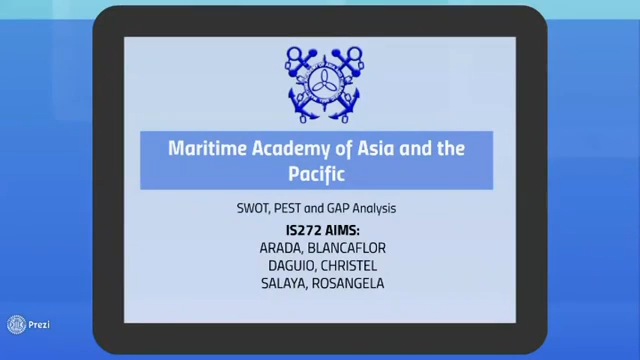 Maritime Academy of Asia and the
Pacific
SWOT, PEST and GAP Analysis
IS272 AIMS:
ARADA, BLANCAFLOR
DAGUIO, CHRISTEL
SALAYA, ROSANGELA
Prezi